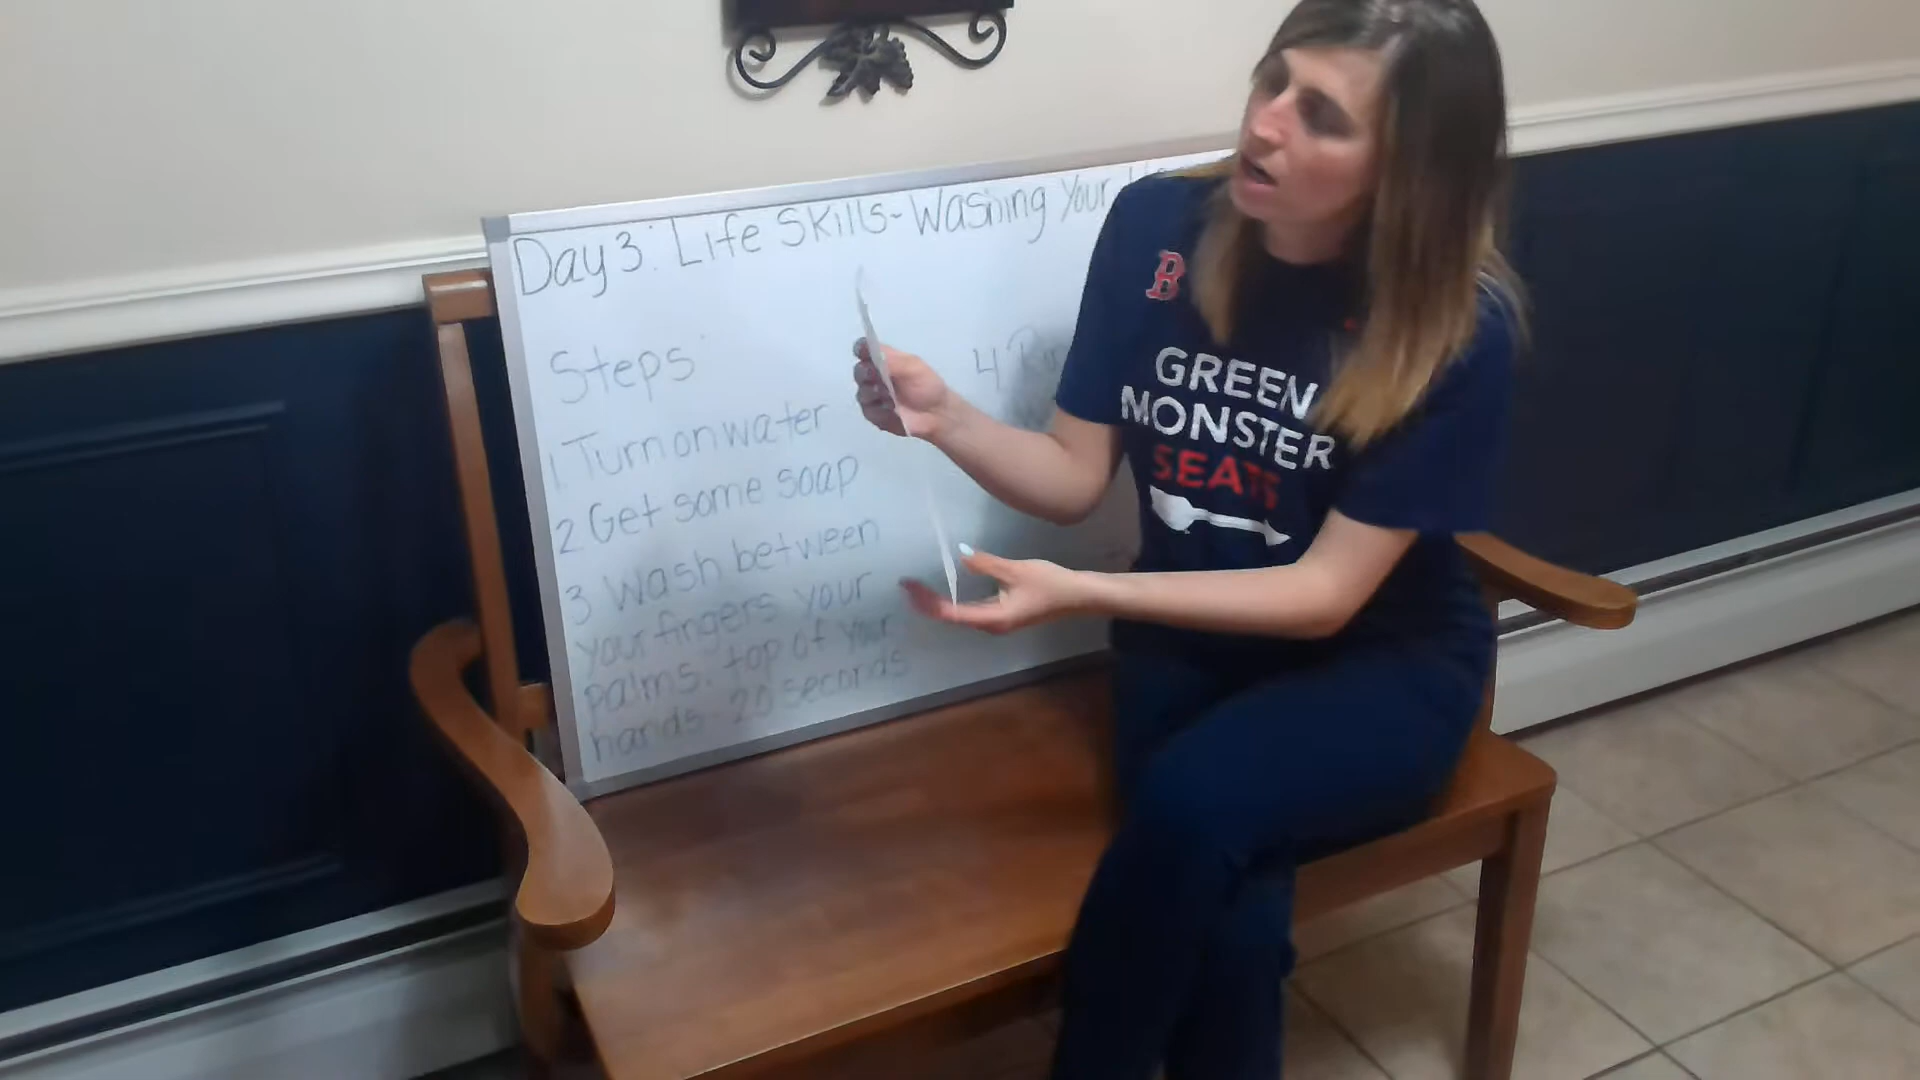 Day 3: Life Skills- Washing Your
Steps:
1. Turn on water
2 Get some soap
3 Wash between
your fingers your
palms, top of your
hands. 20 seconds
4
B
GREEN
MONSTER
SEATS